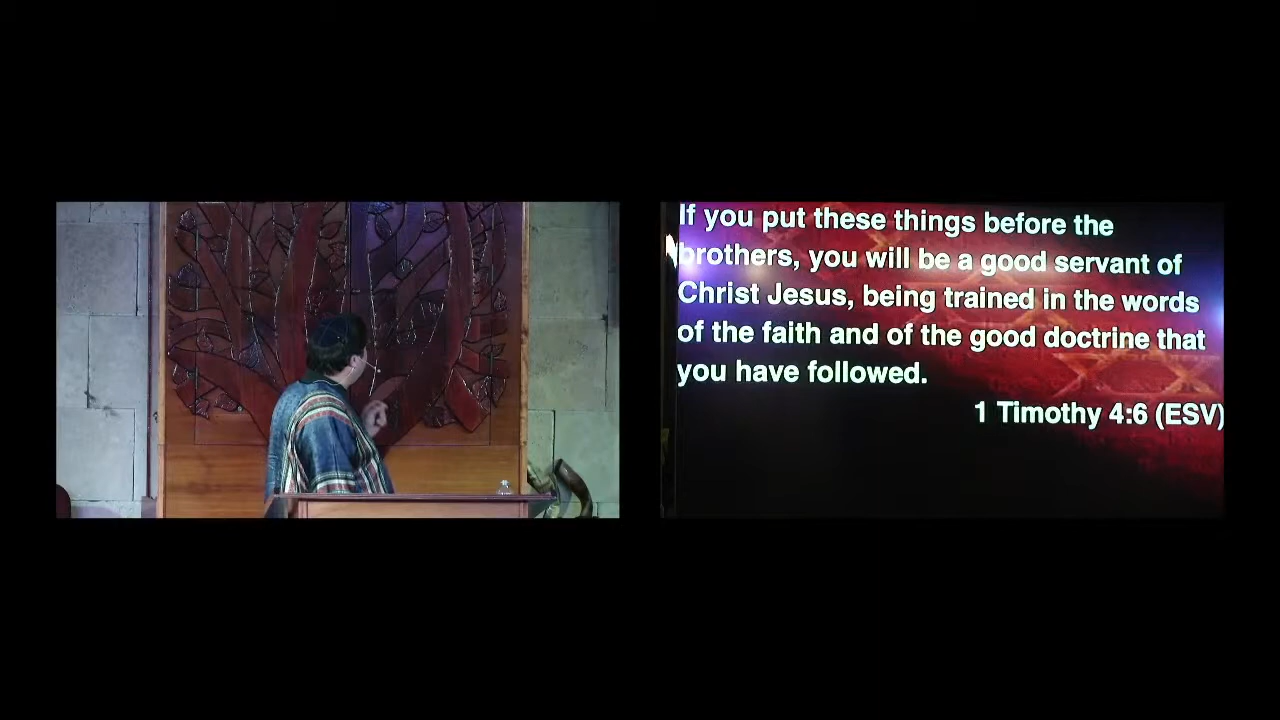 If you put these things before the
brothers, you will be a good servant of
Christ Jesus, being trained in the words
of the faith and of the good doctrine that
you have followed.
1 Timothy 4:6 (ESV)